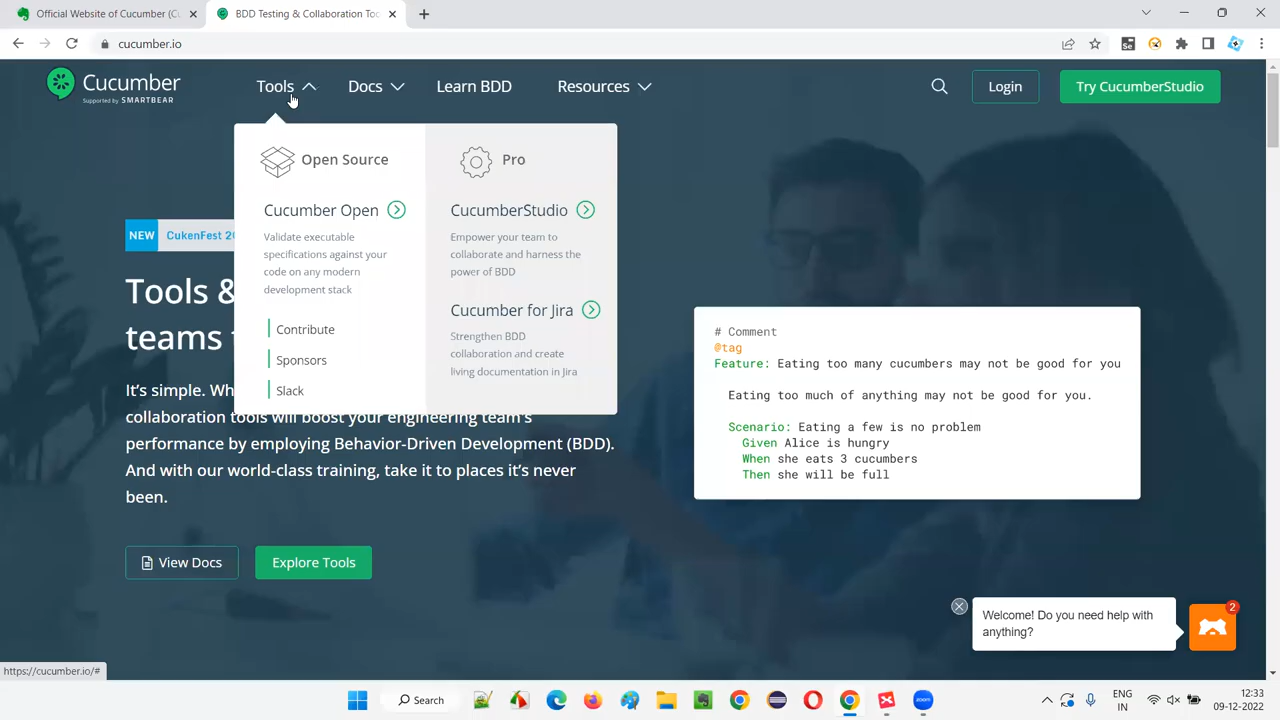 Official Website of Cucumber (Cu
BDD Testing & Collaboration Too
cucumber.io
Cucumber
Supported by SMARTBEAR
Tools
Docs
Learn BDD
Resources
Login
Try CucumberStudio
Open Source
Pro
Cucumber Open
CucumberStudio
Validate executable
specifications against your
code on any modern
development stack
Empower your team to
collaborate and harness the
power of BDD
Cucumber for Jira
Strengthen BDD
collaboration and create
living documentation in Jira
Contribute
Sponsors
Slack
NEW
CukenFest 20
Tools &
teams t
It's simple. Wh
collaboration tools will boost your engineering team's
performance by employing Behavior-Driven Development (BDD).
And with our world-class training, take it to places it's never
been.
View Docs
Explore Tools
# Comment
@tag
Feature: Eating too many cucumbers may not be good for you
Eating too much of anything may not be good for you.
Scenario: Eating a few is no problem
Given Alice is hungry
When she eats 3 cucumbers
Then she will be full
Welcome! Do you need help with
anything?
2
https://cucumber.io/#
Search
ENG
IN
12:33
09-12-2022